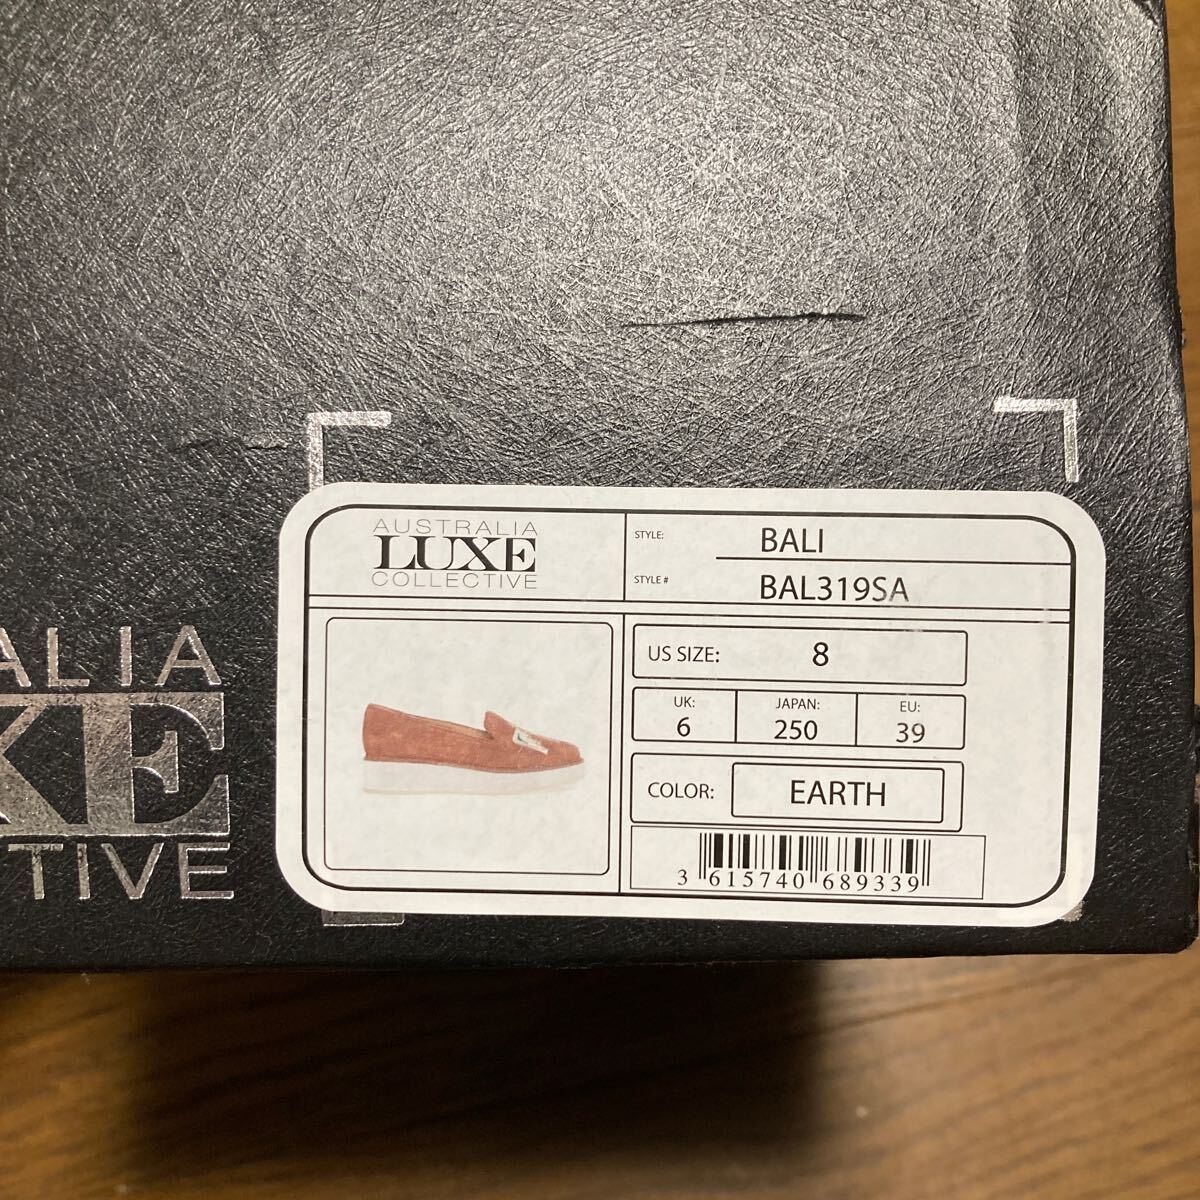 AUSTRALIA
LUXE
COLLECTIVE
STYLE: BALI
STYLE # BAL319SA
US SIZE: 8
UK: JAPAN: EU:
6 250 39
COLOR: EARTH
3 615740 689339
ALIA
XE
TIVE